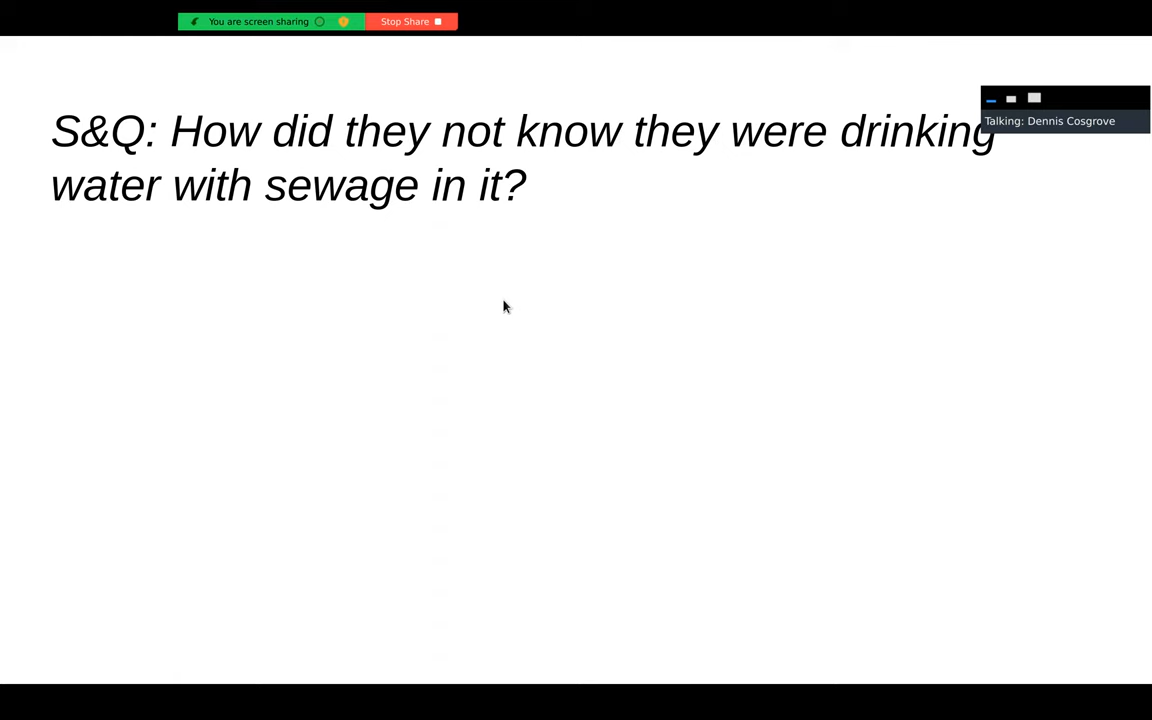 You are screen sharing
Stop Share
S&Q: How did they not know they were drinking
water with sewage in it?
Talking: Dennis Cosgrove